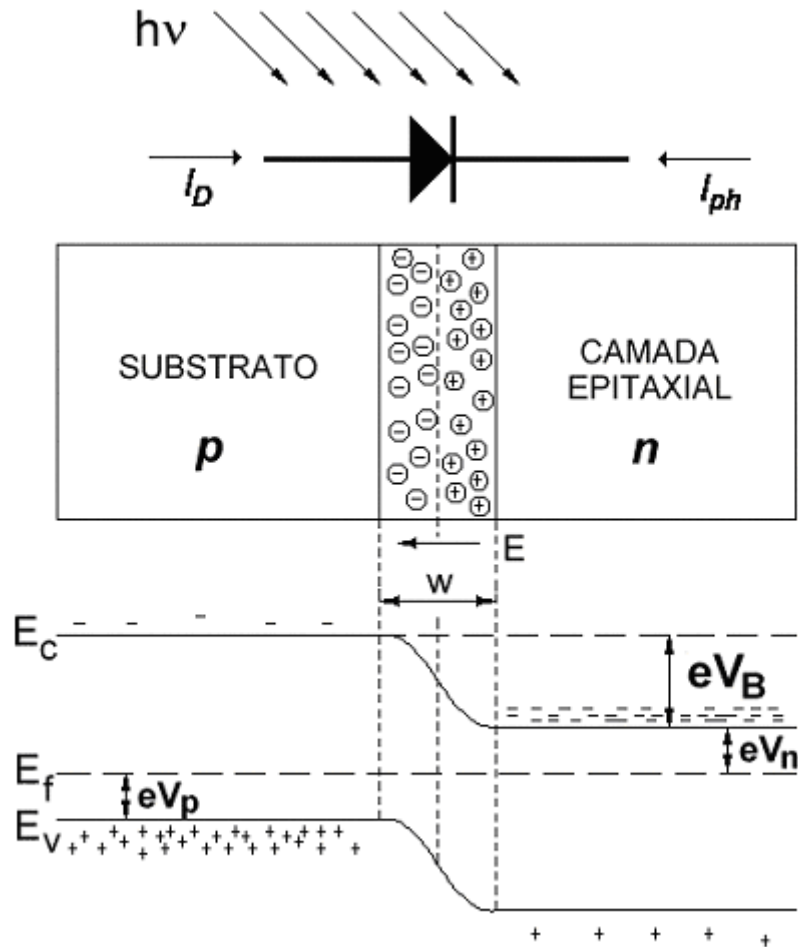 hν
I_D
I_ph
SUBSTRATO
p
CAMADA
EPITAXIAL
n
E
w
E_C
eV_B
eV_n
E_f
eV_p
E_V